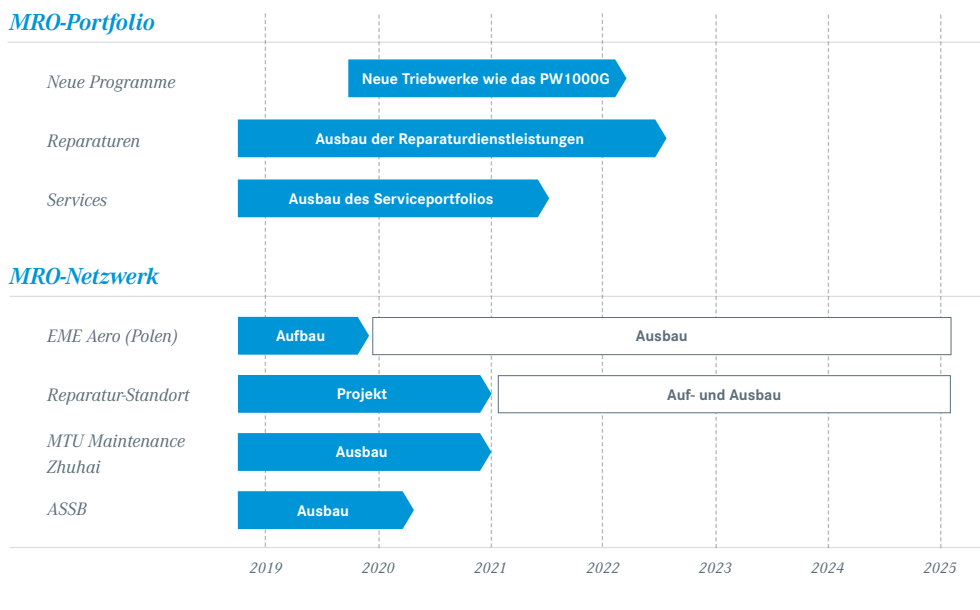 MRO-Portfolio
Neue Programme
Neue Triebwerke wie das PW1000G
Reparaturen
Ausbau der Reparaturdienstleistungen
Services
Ausbau des Serviceportfolios
MRO-Netzwerk
EME Aero (Polen)
Aufbau
Ausbau
Reparatur-Standort
Projekt
Auf- und Ausbau
MTU Maintenance
Zhuhai
Ausbau
ASSB
Ausbau
2019 2020 2021 2022 2023 2024 2025